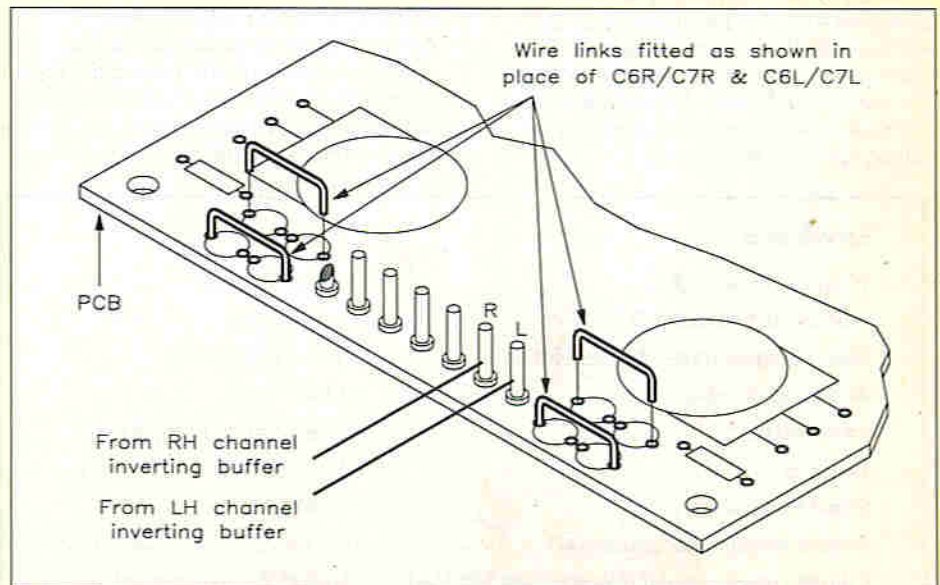 Wire links fitted as shown in
place of C6R/C7R & C6L/C7L
PCB
R
L
From RH channel
inverting buffer
From LH channel
inverting buffer